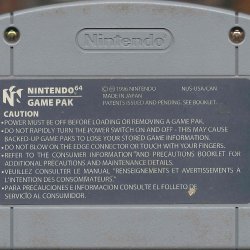 Nintendo
NINTENDO 64
GAME PAK
© 1996 NINTENDO
MADE IN JAPAN
PATENTS ISSUED AND PENDING. SEE BOOKLET.
NUS-USA/CAN
CAUTION
•POWER MUST BE OFF BEFORE LOADING OR REMOVING A GAME PAK.
•DO NOT RAPIDLY TURN THE POWER SWITCH ON AND OFF - THIS MAY CAUSE
BACKED-UP GAME PAKS TO LOSE YOUR STORED GAME INFORMATION.
•DO NOT BLOW ON THE EDGE CONNECTOR OR TOUCH WITH YOUR FINGERS.
•REFER TO THE CONSUMER INFORMATION "AND PRECAUTIONS BOOKLET FOR
ADDITIONAL PRECAUTIONS AND MAINTENANCE DETAILS.
•VEUILLEZ CONSULTER LE MANUAL "RENSEIGNEMENTS ET AVERTISSEMENTS A
L'INTENTION DES CONSOMMATEURS."
•PARA PRECAUCIONES E INFORMACION CONSULTE EL FOLLETO DE
SERVICIO AL CONSUMIDOR.